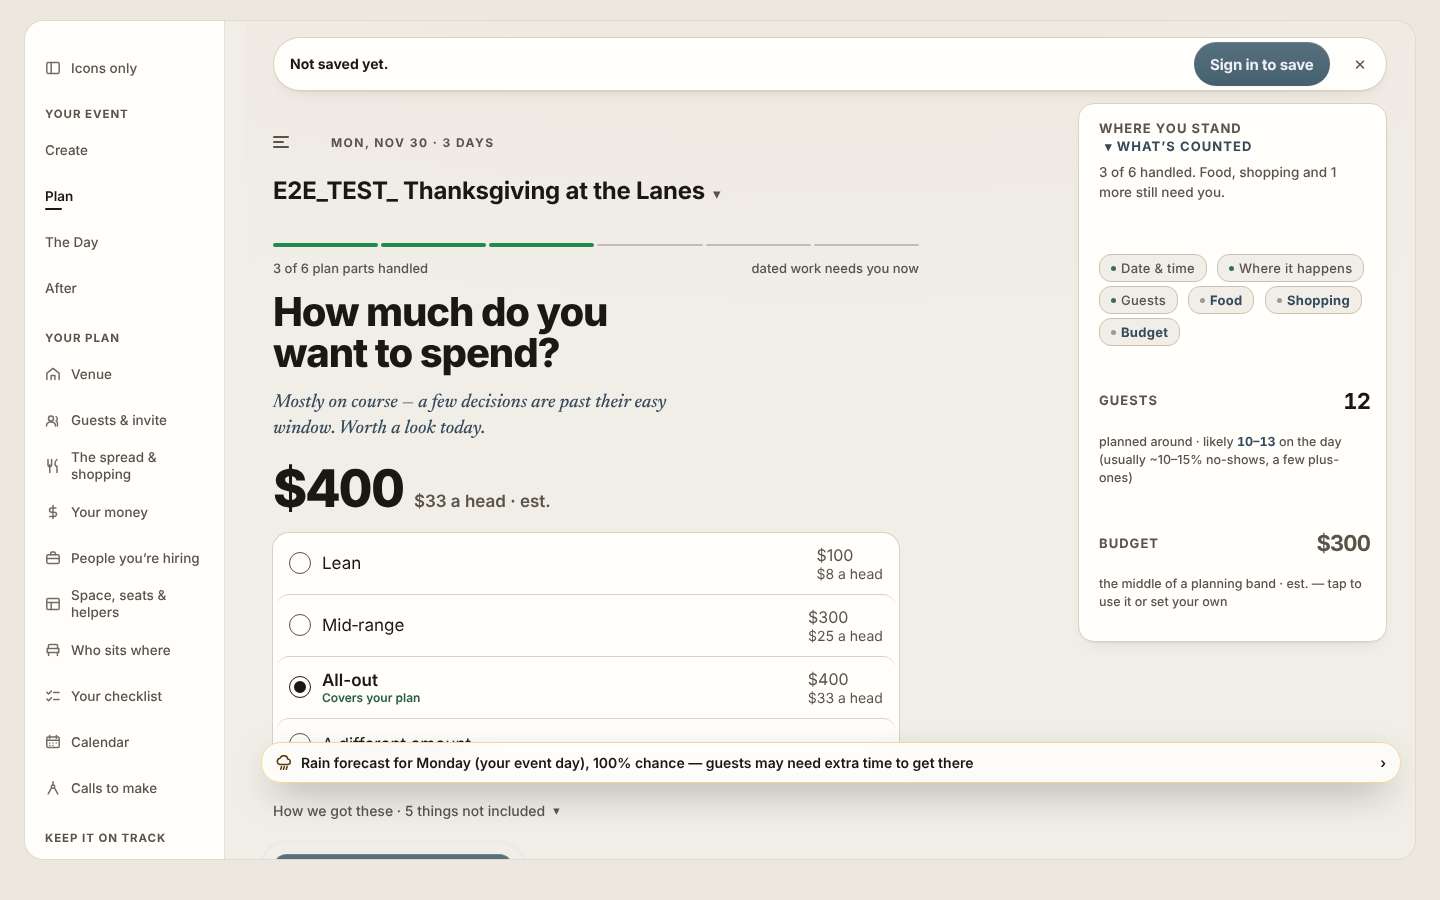 Icons only
YOUR EVENT
Create
Plan
The Day
After
YOUR PLAN
Venue
Guests & invite
The spread &
shopping
Your money
People you're hiring
Space, seats &
helpers
Who sits where
Your checklist
Calendar
Calls to make
KEEP IT ON TRACK
Not saved yet.
Sign in to save
×
MON, NOV 30 · 3 DAYS
E2E_TEST_ Thanksgiving at the Lanes ▾
3 of 6 plan parts handled
dated work needs you now
How much do you
want to spend?
Mostly on course — a few decisions are past their easy
window. Worth a look today.
$400 $33 a head · est.
Lean
$100
$8 a head
Mid-range
$300
$25 a head
All-out
Covers your plan
$400
$33 a head
A different amount
Rain forecast for Monday (your event day), 100% chance — guests may need extra time to get there ›
How we got these · 5 things not included ▾
WHERE YOU STAND
▾ WHAT'S COUNTED
3 of 6 handled. Food, shopping and 1
more still need you.
• Date & time
• Where it happens
• Guests
• Food
• Shopping
• Budget
GUESTS
12
planned around · likely 10–13 on the day
(usually ~10–15% no-shows, a few plus-
ones)
BUDGET
$300
the middle of a planning band · est. — tap to
use it or set your own